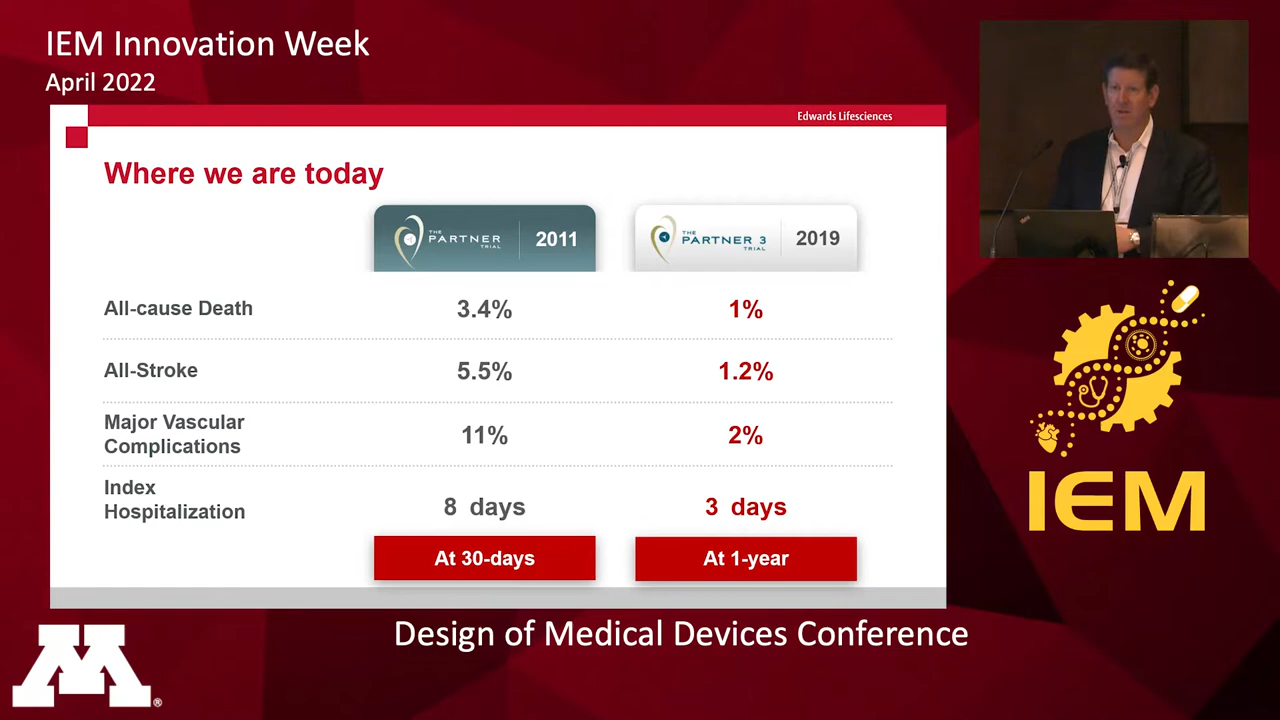 IEM Innovation Week
April 2022
Edwards Lifesciences
Where we are today
THE PARTNER TRIAL 2011
THE PARTNER 3 TRIAL 2019
All-cause Death 3.4% 1%
All-Stroke 5.5% 1.2%
Major Vascular
Complications 11% 2%
Index
Hospitalization 8 days 3 days
At 30-days At 1-year
IEM
Design of Medical Devices Conference
M®